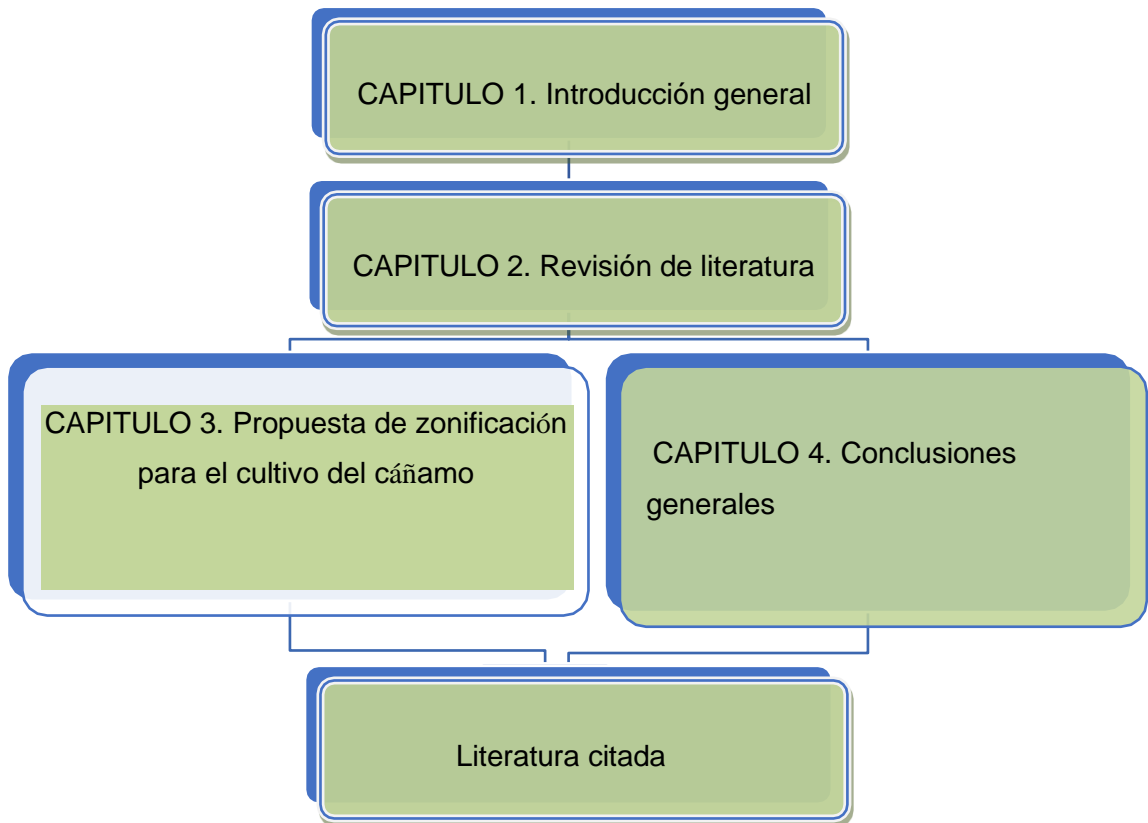 CAPITULO 1. Introducción general
CAPITULO 2. Revisión de literatura
CAPITULO 3. Propuesta de zonificación
para el cultivo del cáñamo
CAPITULO 4. Conclusiones
generales
Literatura citada